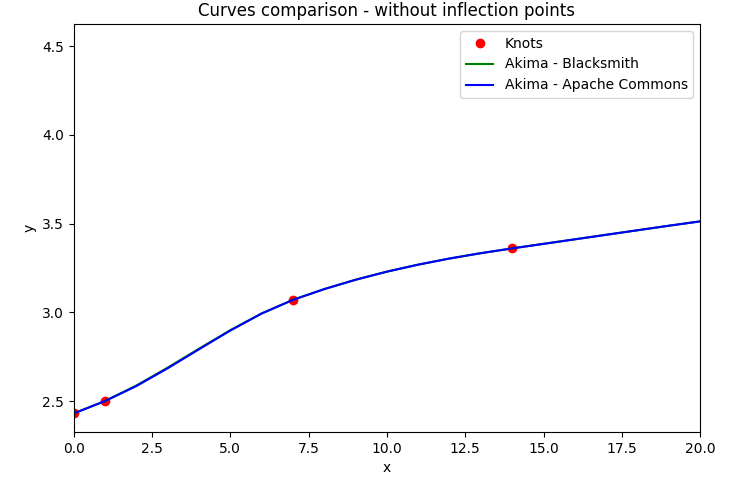 Curves comparison - without inflection points
Knots
Akima - Blacksmith
Akima - Apache Commons
4.5
4.0
3.5
3.0
2.5
y
0.0 2.5 5.0 7.5 10.0 12.5 15.0 17.5 20.0
x